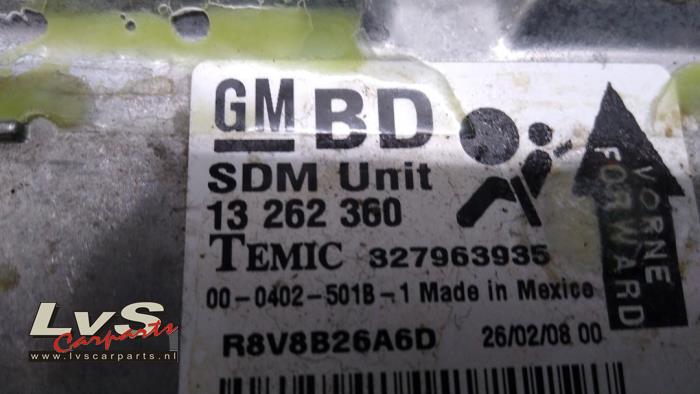 GM BD
SDM Unit
13 262 360
TEMIC 327963935
00-0402-501B-1 Made in Mexico
R8V8B26A6D 26/02/08 00
VORNE
FORWARD
LvS
Carparts
www.lvscarparts.nl